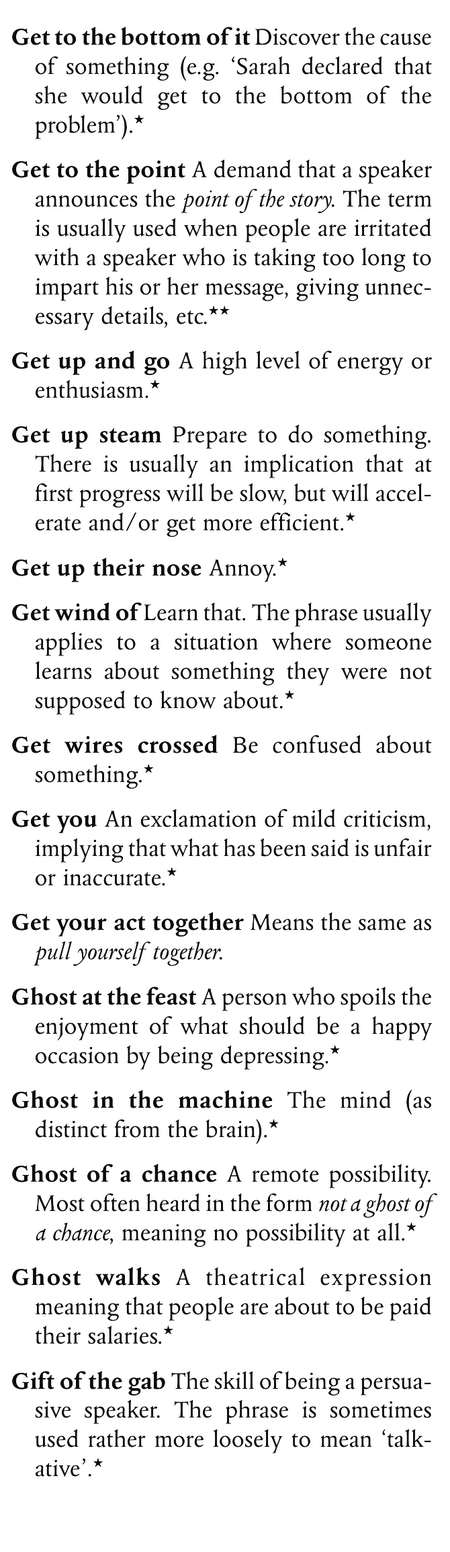 Get to the bottom of it Discover the cause
of something (e.g. ‘Sarah declared that
she would get to the bottom of the
problem’).★
Get to the point A demand that a speaker
announces the point of the story. The term
is usually used when people are irritated
with a speaker who is taking too long to
impart his or her message, giving unnec-
essary details, etc.★★
Get up and go A high level of energy or
enthusiasm.★
Get up steam Prepare to do something.
There is usually an implication that at
first progress will be slow, but will accel-
erate and/or get more efficient.★
Get up their nose Annoy.★
Get wind of Learn that. The phrase usually
applies to a situation where someone
learns about something they were not
supposed to know about.★
Get wires crossed Be confused about
something.★
Get you An exclamation of mild criticism,
implying that what has been said is unfair
or inaccurate.★
Get your act together Means the same as
pull yourself together.
Ghost at the feast A person who spoils the
enjoyment of what should be a happy
occasion by being depressing.★
Ghost in the machine The mind (as
distinct from the brain).★
Ghost of a chance A remote possibility.
Most often heard in the form not a ghost of
a chance, meaning no possibility at all.★
Ghost walks A theatrical expression
meaning that people are about to be paid
their salaries.★
Gift of the gab The skill of being a persua-
sive speaker. The phrase is sometimes
used rather more loosely to mean ‘talk-
ative’.★